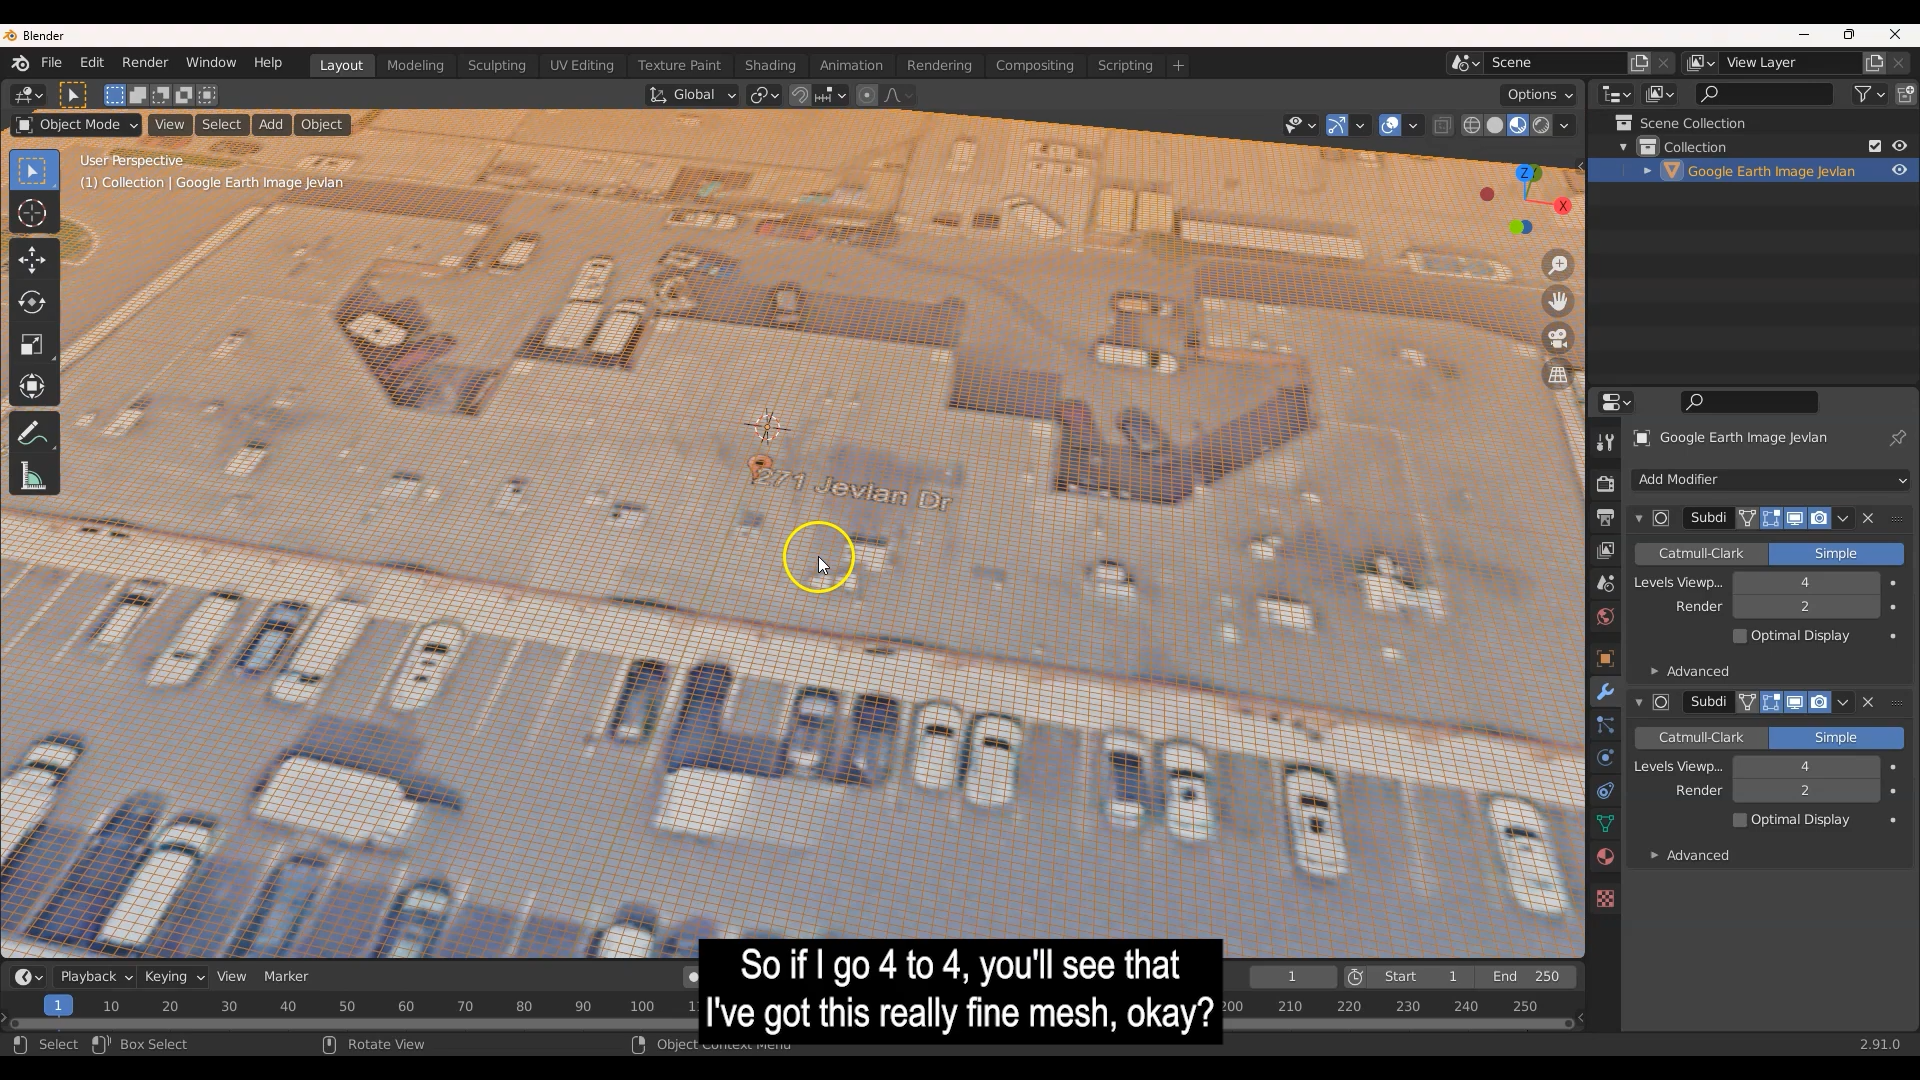 Blender
File Edit Render Window Help Layout Modeling Sculpting UV Editing Texture Paint Shading Animation Rendering Compositing Scripting + Scene View Layer
Global Options
Object Mode View Select Add Object
User Perspective
(1) Collection | Google Earth Image Jevlan
Z
X
Scene Collection
Collection
Google Earth Image Jevlan
271 Jevlan Dr
Google Earth Image Jevlan
Add Modifier
Subdi
Catmull-Clark Simple
Levels Viewp... 4
Render 2
Optimal Display
Advanced
Subdi
Catmull-Clark Simple
Levels Viewp... 4
Render 2
Optimal Display
Advanced
So if I go 4 to 4, you'll see that
I've got this really fine mesh, okay?
Playback Keying View Marker 1 Start 1 End 250
1 10 20 30 40 50 60 70 80 90 100 200 210 220 230 240 250
Select Box Select Rotate View Object Context Menu 2.91.0